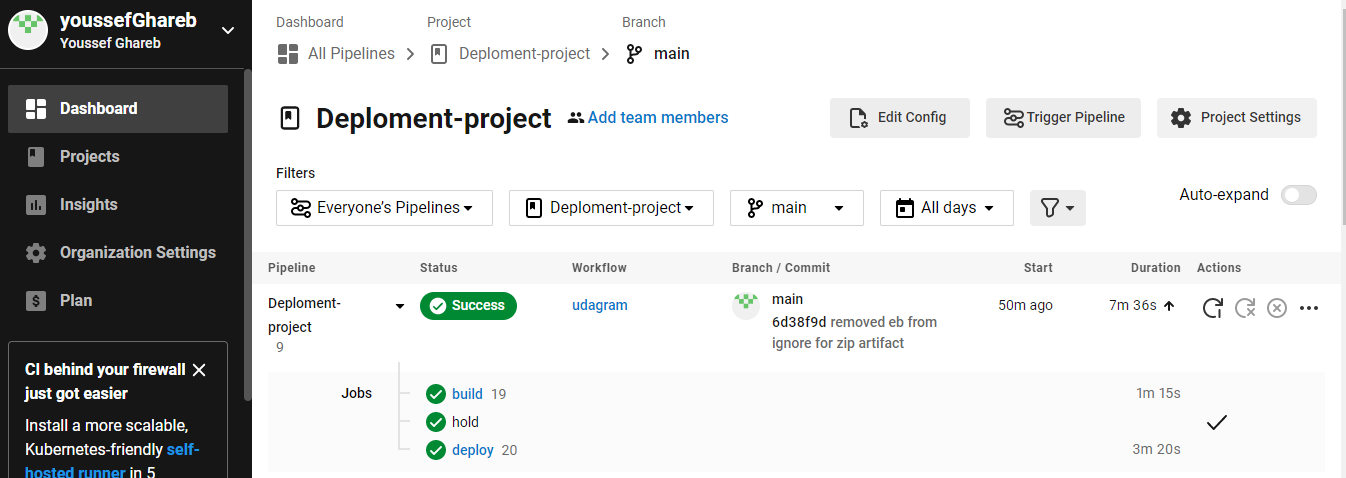 youssefGhareb
Youssef Ghareb
Dashboard
Projects
Insights
Organization Settings
Plan
CI behind your firewall
just got easier
Install a more scalable,
Kubernetes-friendly self-
hosted runner in 5
Dashboard Project Branch
All Pipelines Deploment-project main
Deploment-project Add team members Edit Config Trigger Pipeline Project Settings
Filters
Everyone's Pipelines Deploment-project main All days Auto-expand
Pipeline Status Workflow Branch / Commit Start Duration Actions
Deploment-
project
9
Success udagram
main
6d38f9d removed eb from
ignore for zip artifact
50m ago 7m 36s
Jobs build 19 1m 15s
hold
deploy 20 3m 20s